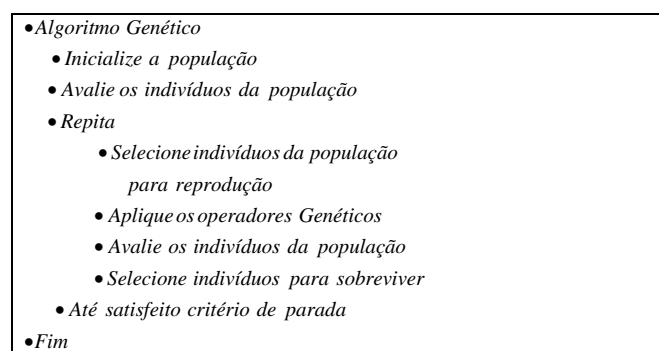 •Algoritmo Genético
• Inicialize a população
• Avalie os indivíduos da população
• Repita
• Selecione indivíduos da população
para reprodução
• Aplique os operadores Genéticos
• Avalie os indivíduos da população
• Selecione indivíduos para sobreviver
• Até satisfeito critério de parada
•Fim